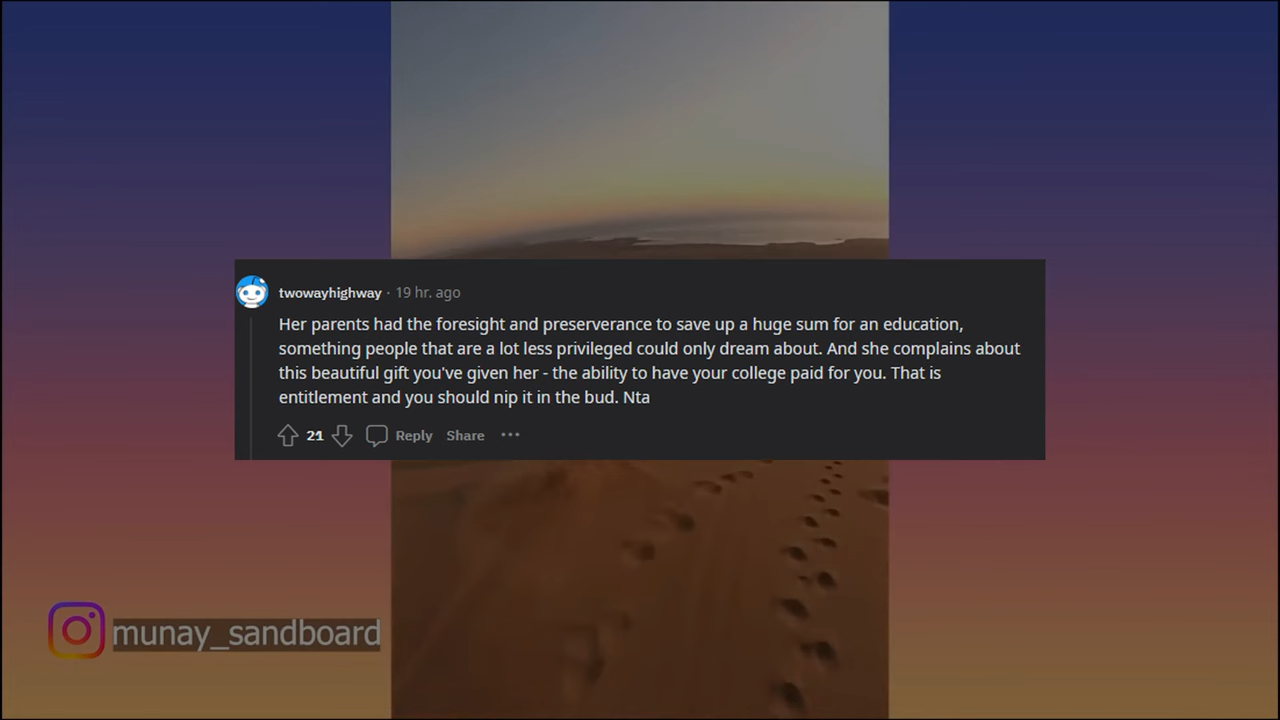 twowayhighway · 19 hr. ago
Her parents had the foresight and preserverance to save up a huge sum for an education,
something people that are a lot less privileged could only dream about. And she complains about
this beautiful gift you've given her - the ability to have your college paid for you. That is
entitlement and you should nip it in the bud. Nta
21 Reply Share ···
munay_sandboard